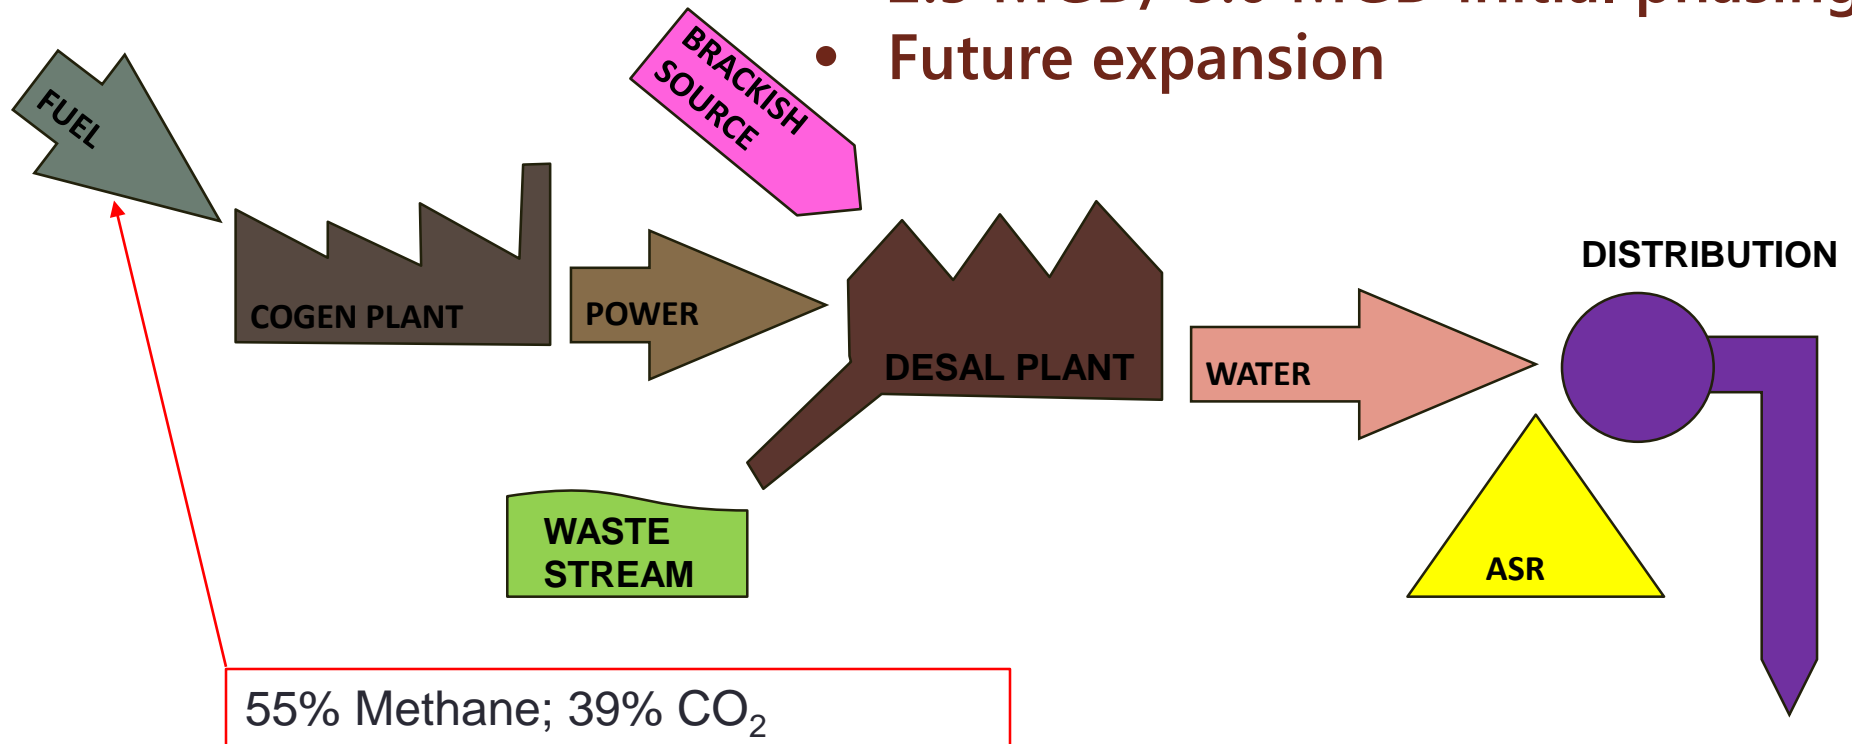 • Future expansion
BRACKISH
SOURCE
FUEL
DISTRIBUTION
COGEN PLANT
POWER
DESAL PLANT
WATER
WASTE
STREAM
ASR
55% Methane; 39% CO₂